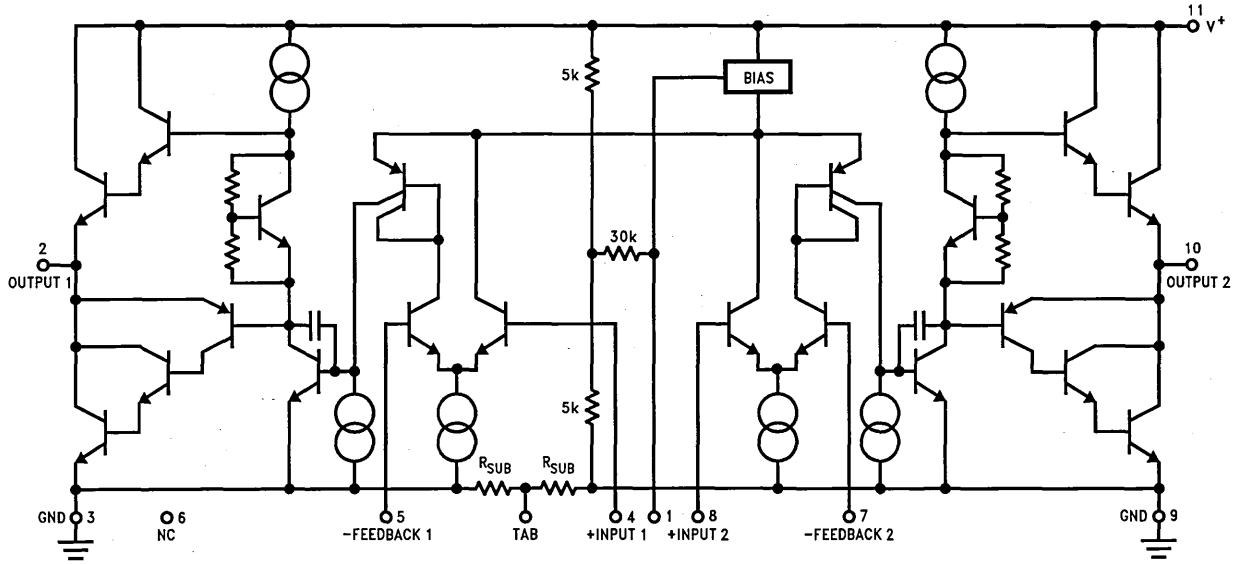 11
V+
5k
BIAS
30k
2
OUTPUT 1
10
OUTPUT 2
5k
RSUB
RSUB
GND 3
6
NC
5
−FEEDBACK 1
TAB
4
+INPUT 1
1
8
+INPUT 2
7
−FEEDBACK 2
GND 9